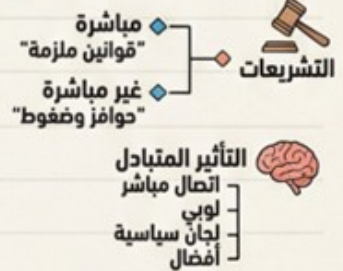 التشريعات
مباشرة
"قوانين ملزمة"
غير مباشرة
"حوافز وضغوط"
التأثير المتبادل
اتصال مباشر
لوبي
لجان سياسية
أفضال